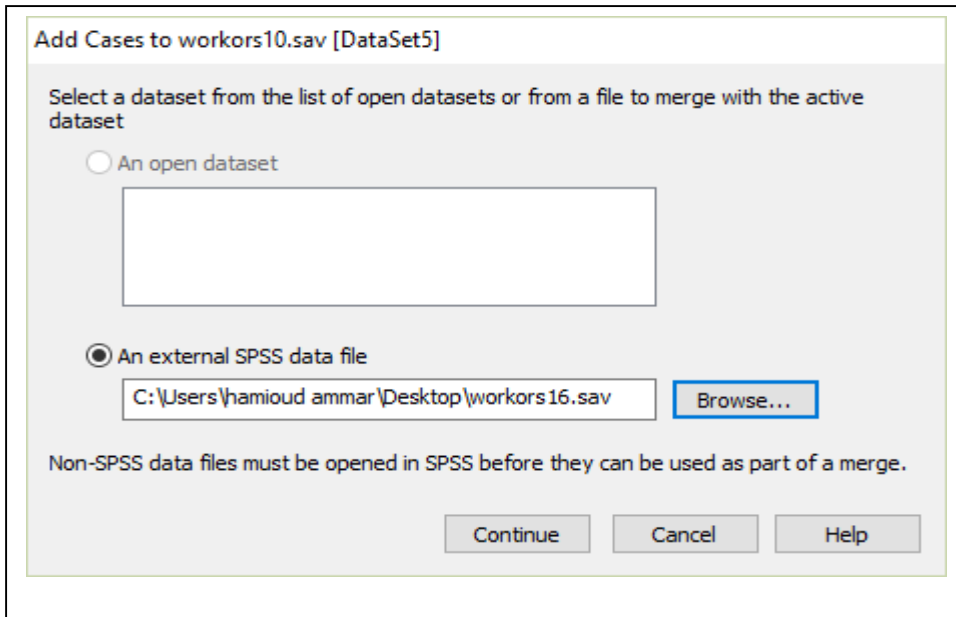 Add Cases to workors10.sav [DataSet5]
Select a dataset from the list of open datasets or from a file to merge with the active
dataset
An open dataset
An external SPSS data file
C:\Users\hamioud ammar\Desktop\workors16.sav
Browse...
Non-SPSS data files must be opened in SPSS before they can be used as part of a merge.
Continue Cancel Help